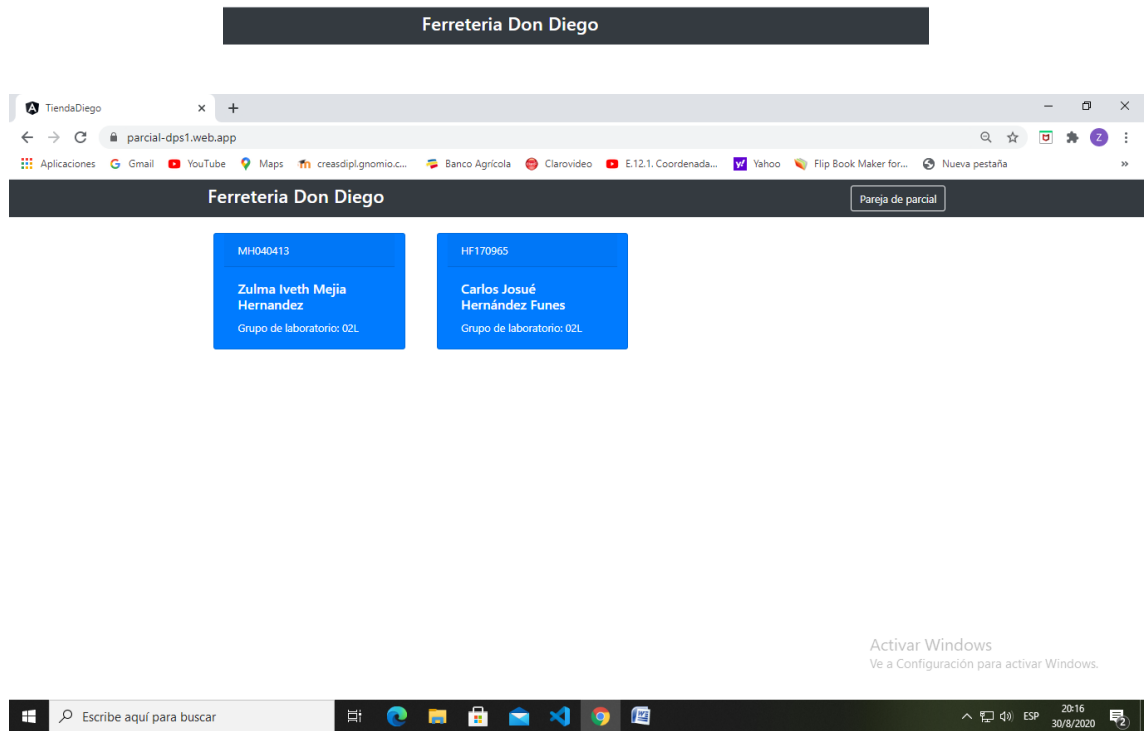 Ferreteria Don Diego
TiendaDiego
parcial-dps1.web.app
Aplicaciones Gmail YouTube Maps creasdipl.gnomio.c... Banco Agrícola Clarovideo E.12.1. Coordenada... Yahoo Flip Book Maker for... Nueva pestaña »
Ferreteria Don Diego Pareja de parcial
MH040413
Zulma Iveth Mejia
Hernandez
Grupo de laboratorio: 02L
HF170965
Carlos Josué
Hernández Funes
Grupo de laboratorio: 02L
Activar Windows
Ve a Configuración para activar Windows.
Escribe aquí para buscar
ESP
20:16
30/8/2020
2